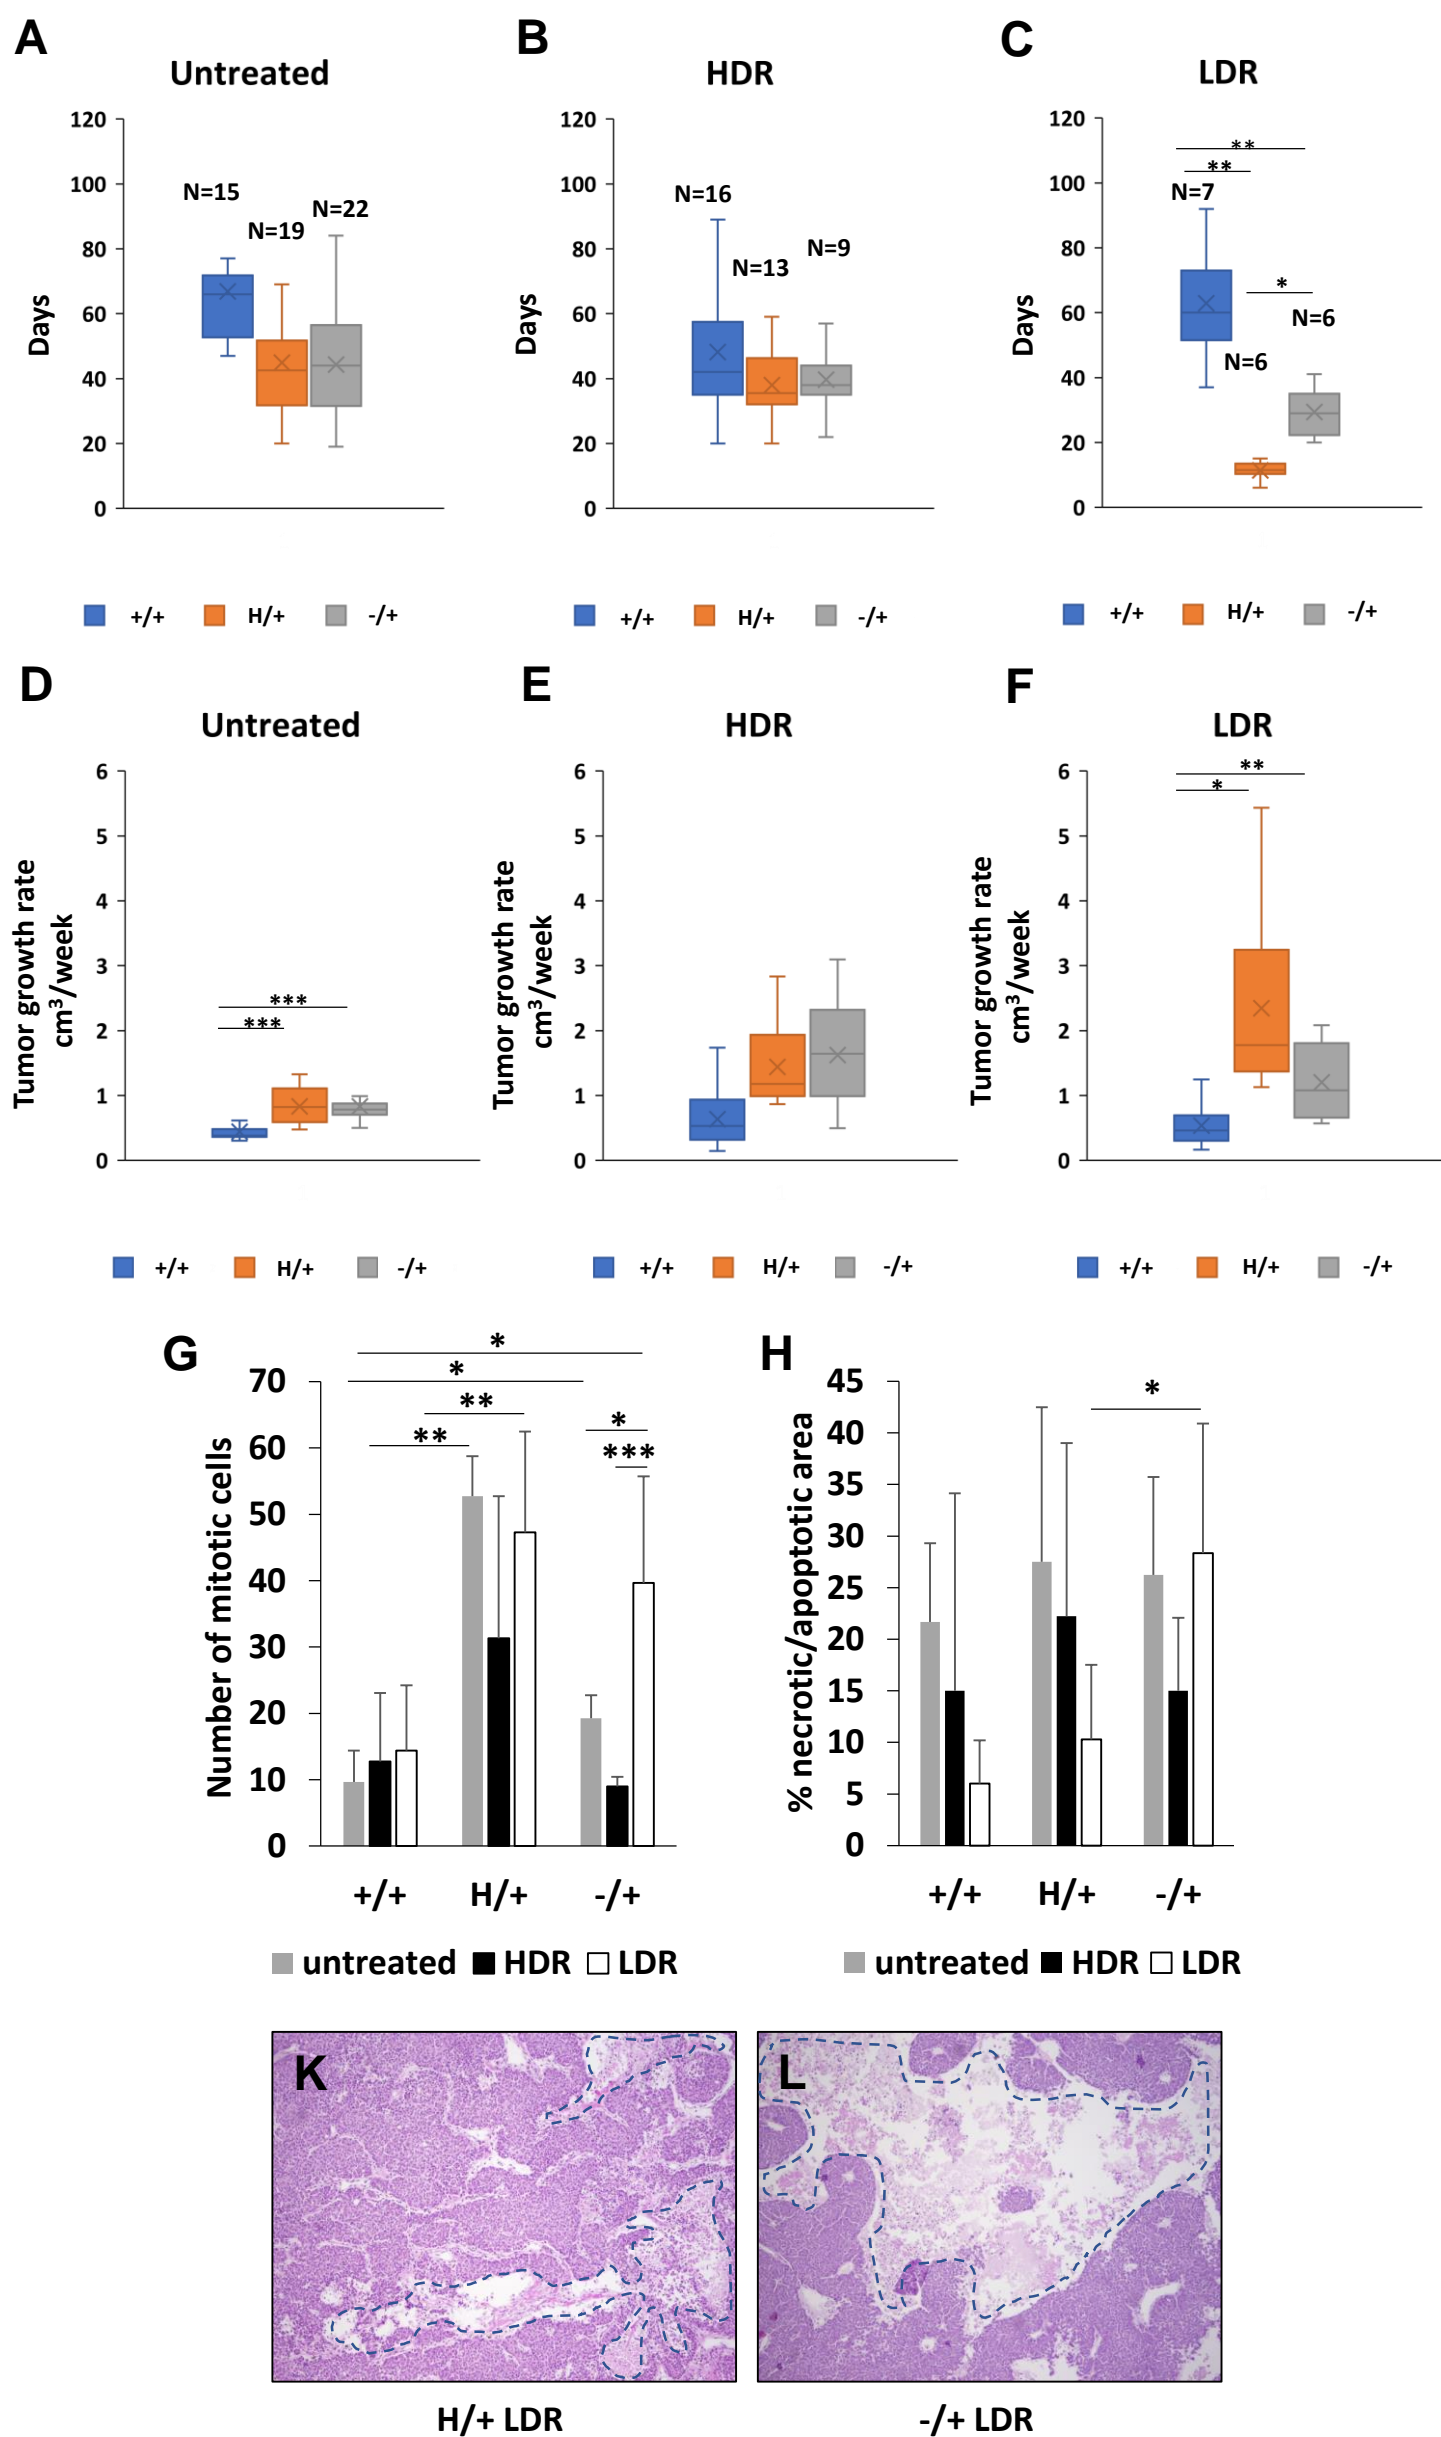 A
B
C
Untreated
HDR
LDR
120
100
80
60
40
20
0
Days
N=15
N=19
N=22
120
100
80
60
40
20
0
Days
N=16
N=13
N=9
120
100
80
60
40
20
0
Days
**
**
N=7
*
N=6
N=6
+/+ H/+ -/+
+/+ H/+ -/+
+/+ H/+ -/+
D
E
F
Untreated
HDR
LDR
6
5
4
3
2
1
0
Tumor growth rate
cm³/week
***
***
6
5
4
3
2
1
0
Tumor growth rate
cm³/week
6
5
4
3
2
1
0
Tumor growth rate
cm³/week
**
*
+/+ H/+ -/+
+/+ H/+ -/+
+/+ H/+ -/+
G
70
60
50
40
30
20
10
0
Number of mitotic cells
*
*
**
**
*
***
+/+ H/+ -/+
untreated HDR LDR
H
45
40
35
30
25
20
15
10
5
0
% necrotic/apoptotic area
*
+/+ H/+ -/+
untreated HDR LDR
K
L
H/+ LDR
-/+ LDR